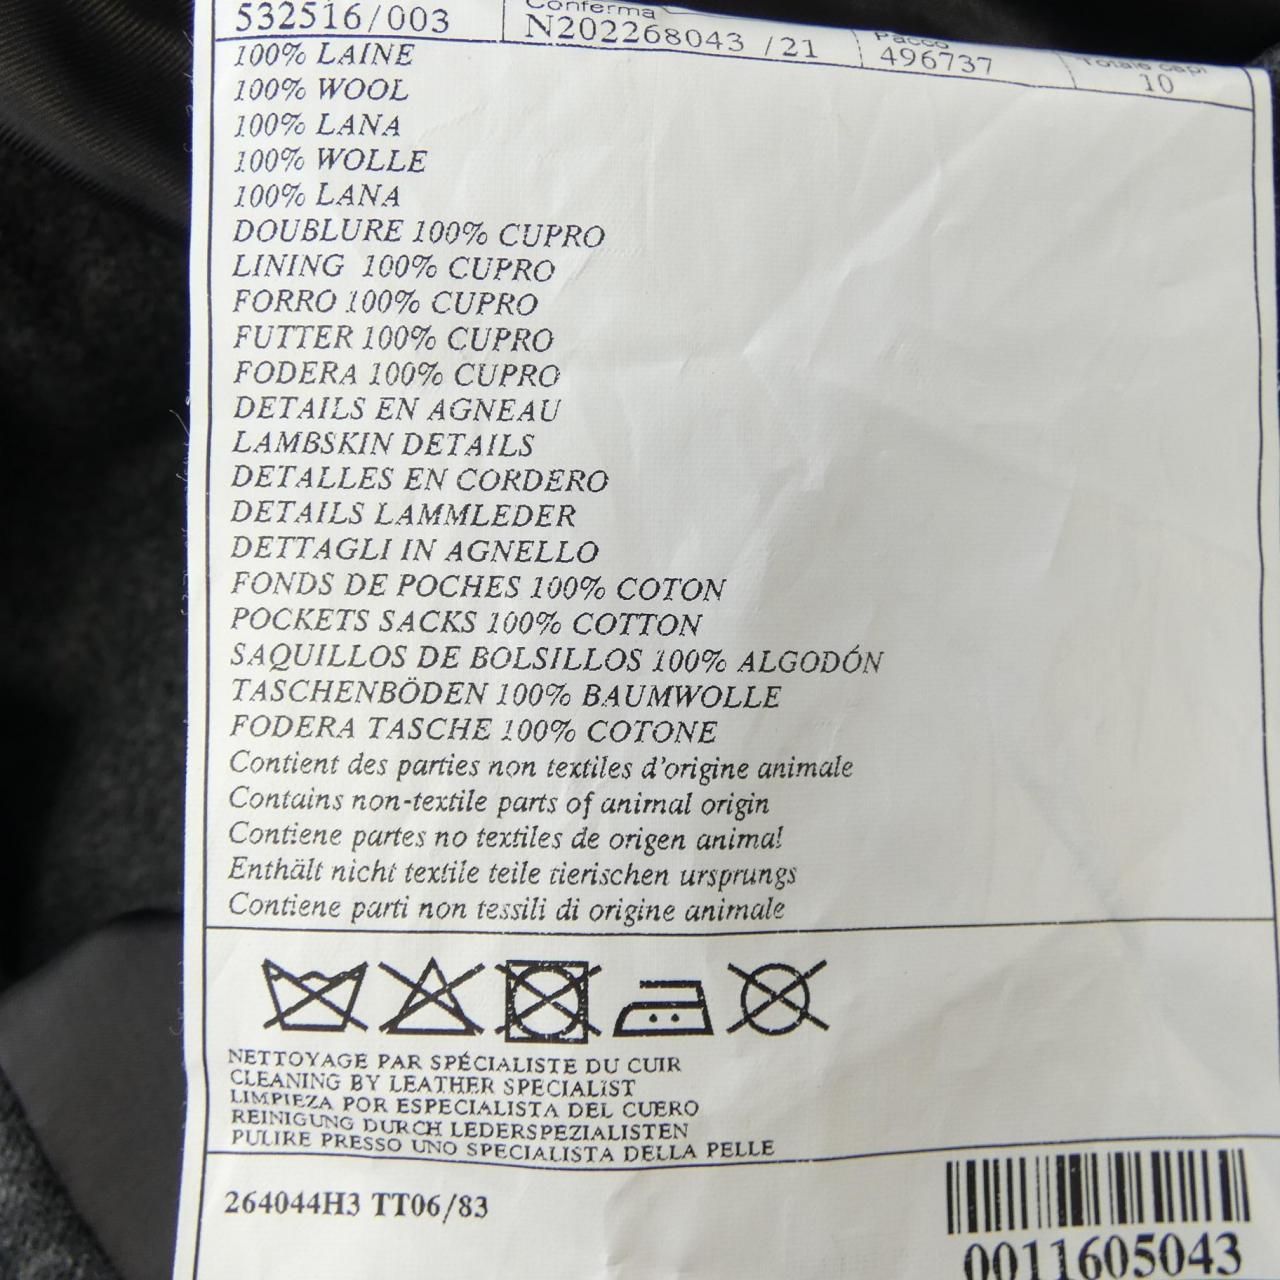 532516/003 Conferma N202268043 /21 Pacco 496737 Totale capi 10
100% LAINE
100% WOOL
100% LANA
100% WOLLE
100% LANA
DOUBLURE 100% CUPRO
LINING 100% CUPRO
FORRO 100% CUPRO
FUTTER 100% CUPRO
FODERA 100% CUPRO
DETAILS EN AGNEAU
LAMBSKIN DETAILS
DETALLES EN CORDERO
DETAILS LAMMLEDER
DETTAGLI IN AGNELLO
FONDS DE POCHES 100% COTON
POCKETS SACKS 100% COTTON
SAQUILLOS DE BOLSILLOS 100% ALGODÓN
TASCHENBÖDEN 100% BAUMWOLLE
FODERA TASCHE 100% COTONE
Contient des parties non textiles d'origine animale
Contains non-textile parts of animal origin
Contiene partes no textiles de origen animal
Enthält nicht textile teile tierischen ursprungs
Contiene parti non tessili di origine animale
NETTOYAGE PAR SPÉCIALISTE DU CUIR
CLEANING BY LEATHER SPECIALIST
LIMPIEZA POR ESPECIALISTA DEL CUERO
REINIGUNG DURCH LEDERSPEZIALISTEN
PULIRE PRESSO UNO SPECIALISTA DELLA PELLE
264044H3 TT06/83
0011605043